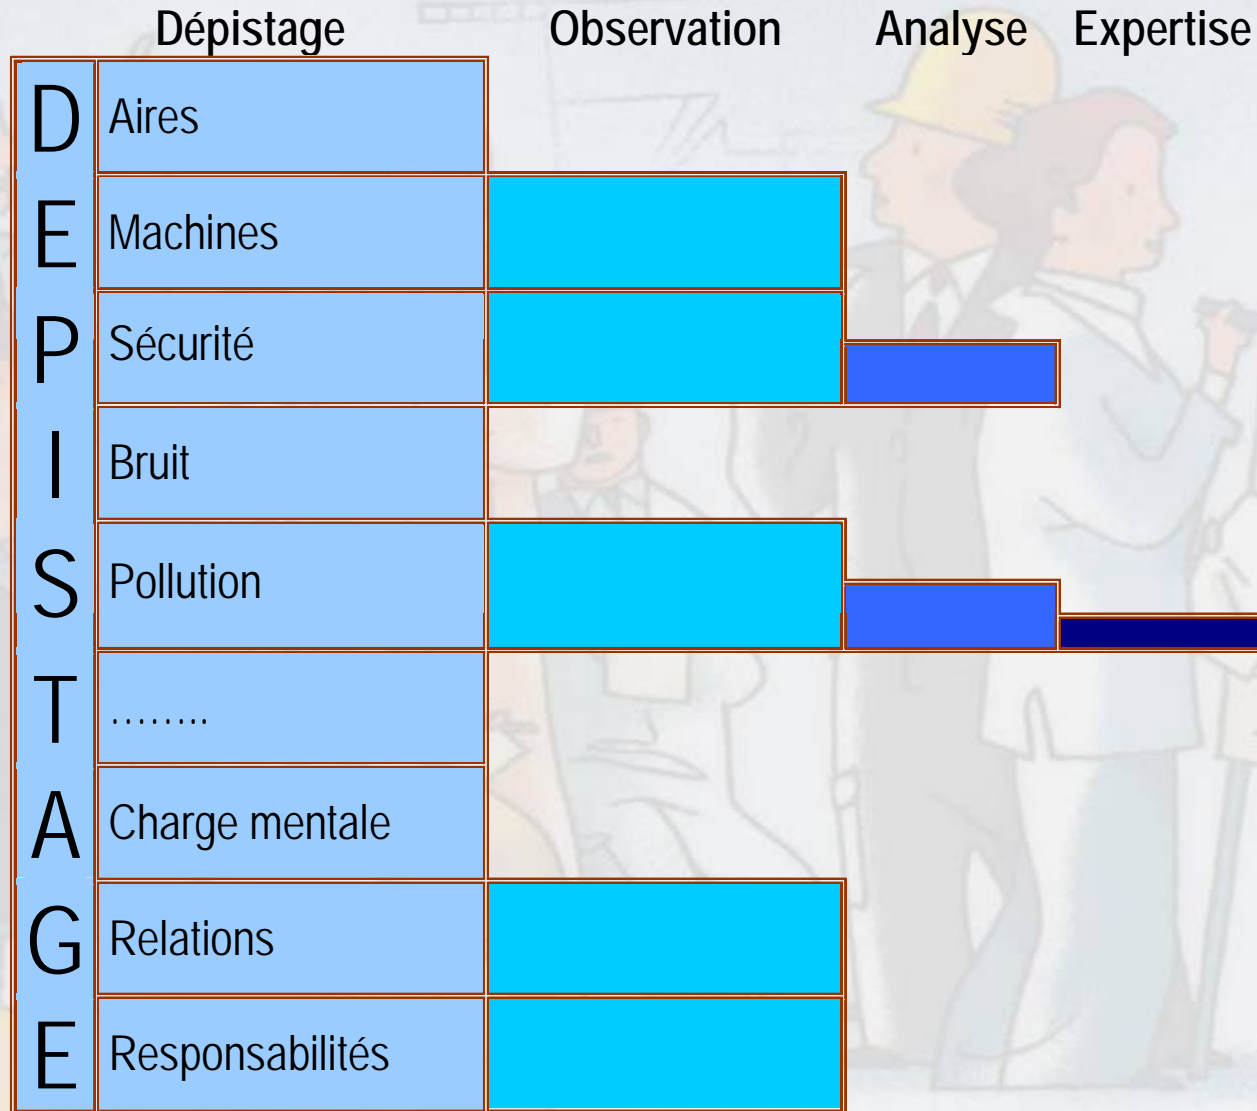 Dépistage Observation Analyse Expertise
D Aires
E Machines
P Sécurité
I Bruit
S Pollution
T ........
A Charge mentale
G Relations
E Responsabilités